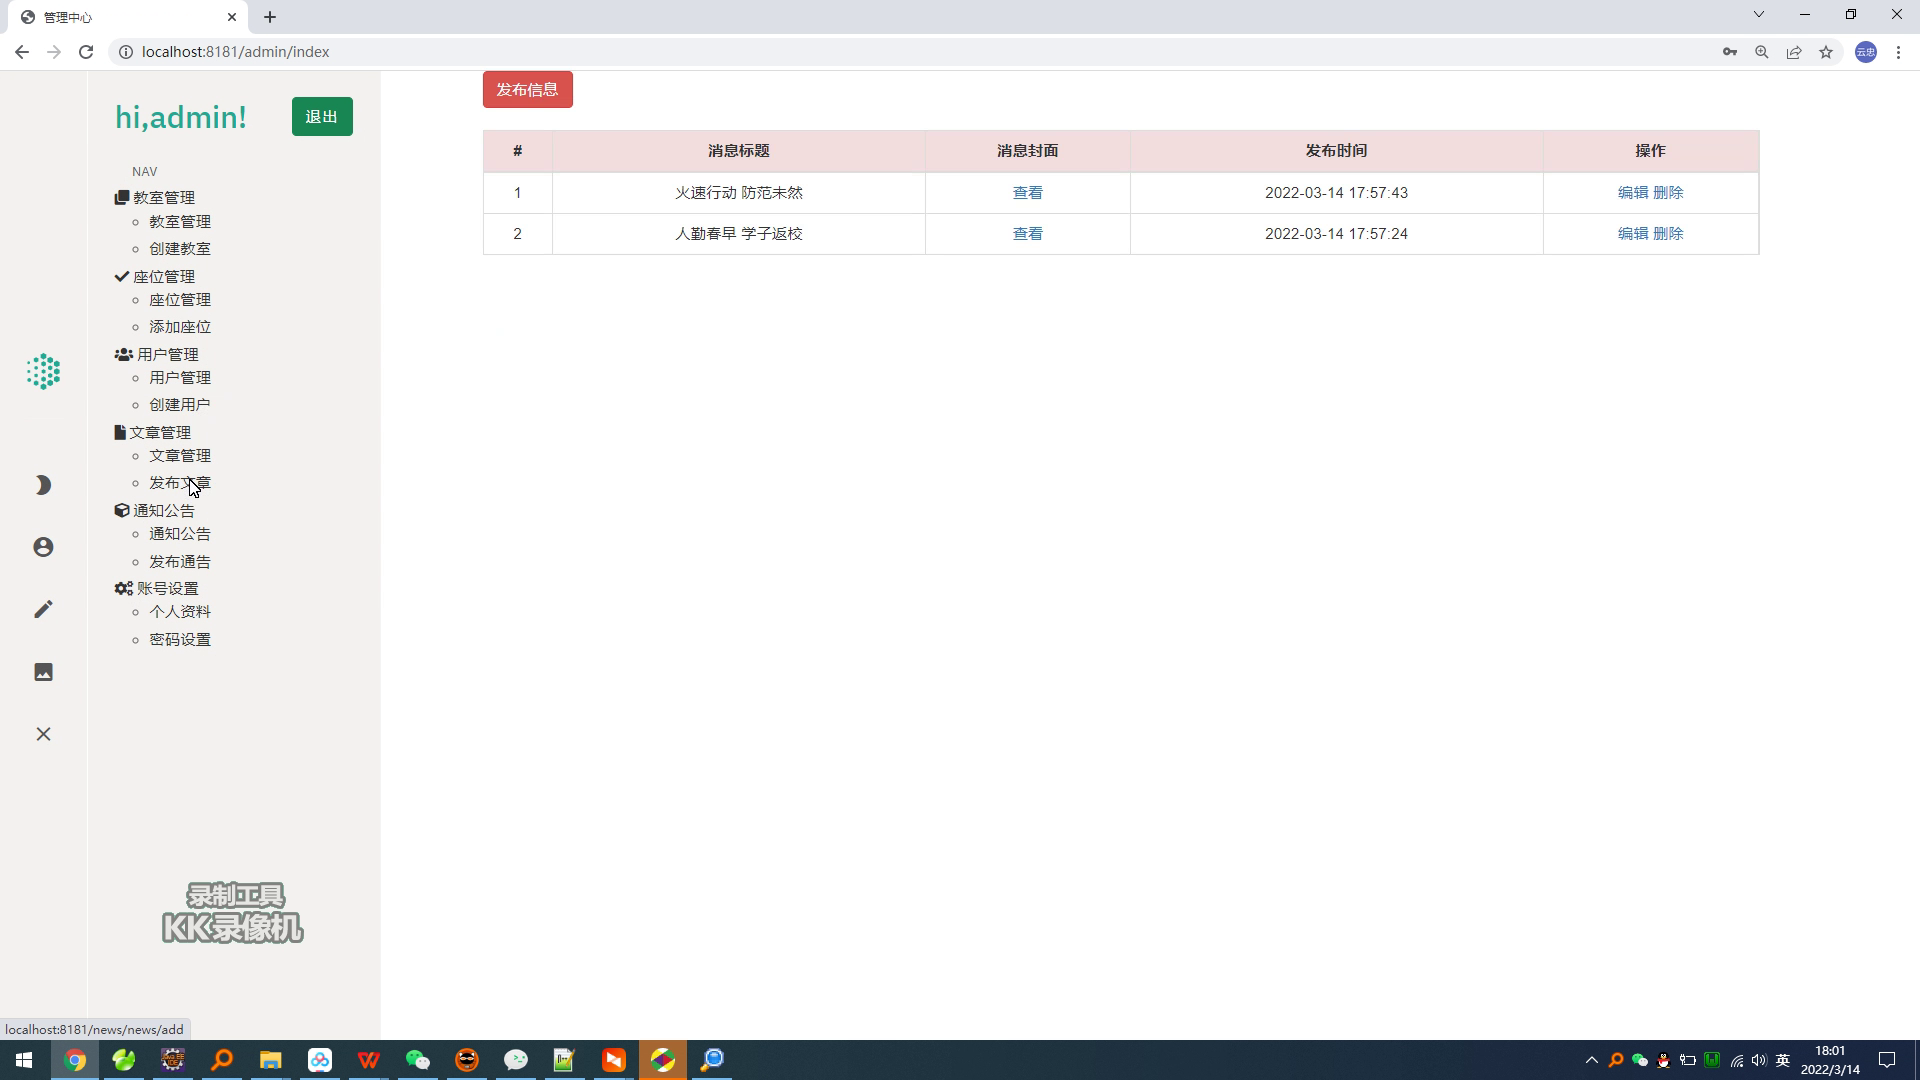 管理中心
localhost:8181/admin/index
云忠
hi,admin!
退出
NAV
教室管理
教室管理
创建教室
座位管理
座位管理
添加座位
用户管理
用户管理
创建用户
文章管理
文章管理
发布文章
通知公告
通知公告
发布通告
账号设置
个人资料
密码设置
发布信息
# 消息标题 消息封面 发布时间 操作
1 火速行动 防范未然 查看 2022-03-14 17:57:43 编辑 删除
2 人勤春早 学子返校 查看 2022-03-14 17:57:24 编辑 删除
录制工具
KK录像机
localhost:8181/news/news/add
英
18:01
2022/3/14